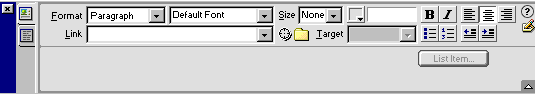 Format Paragraph Default Font Size None B I
Link Target
List Item...